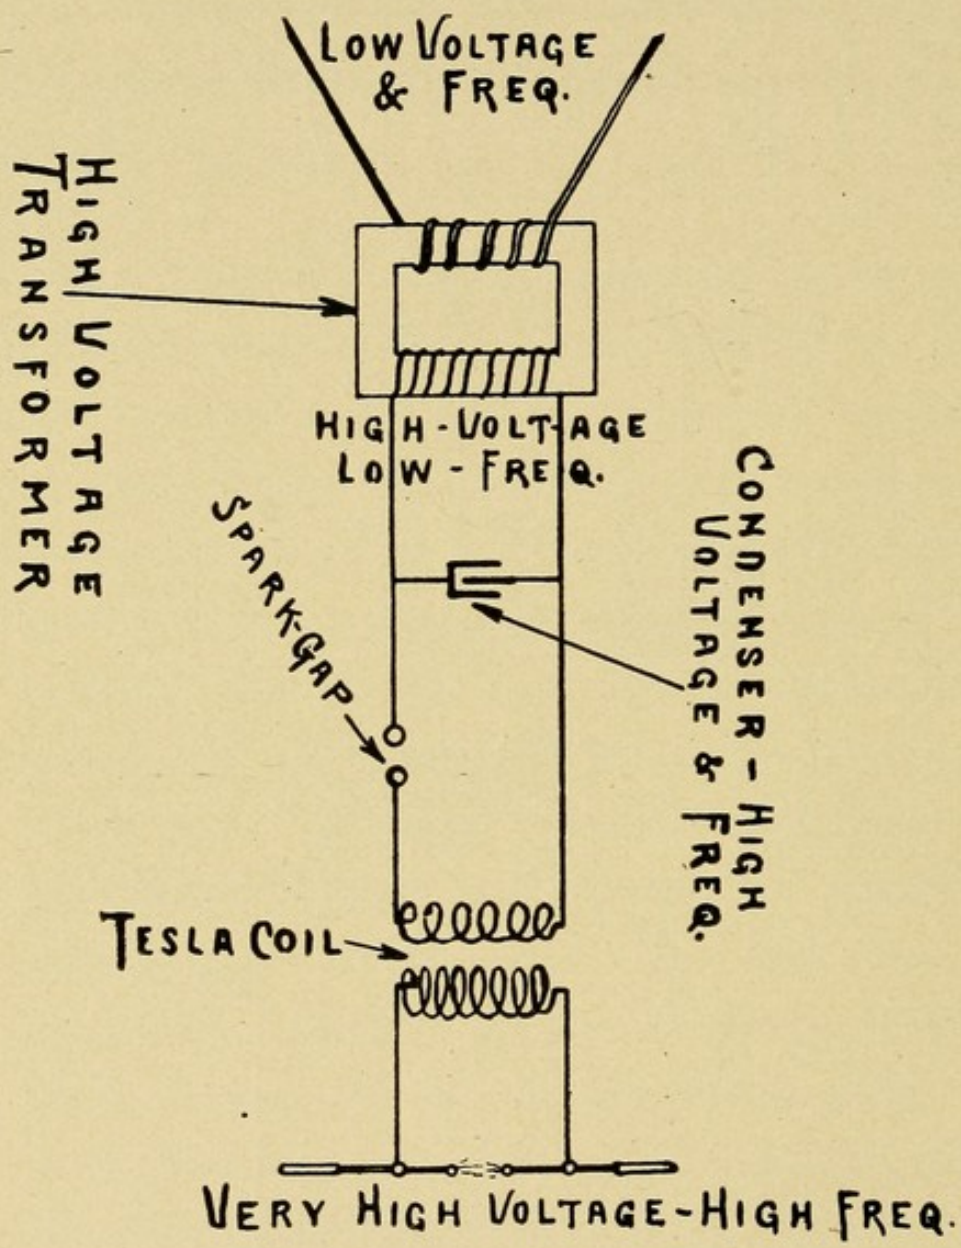 LOW VOLTAGE
& FREQ.
HIGH VOLTAGE
TRANSFORMER
HIGH-VOLTAGE
LOW-FREQ.
SPARK-GAP
CONDENSER-HIGH
VOLTAGE & FREQ.
TESLA COIL
VERY HIGH VOLTAGE-HIGH FREQ.